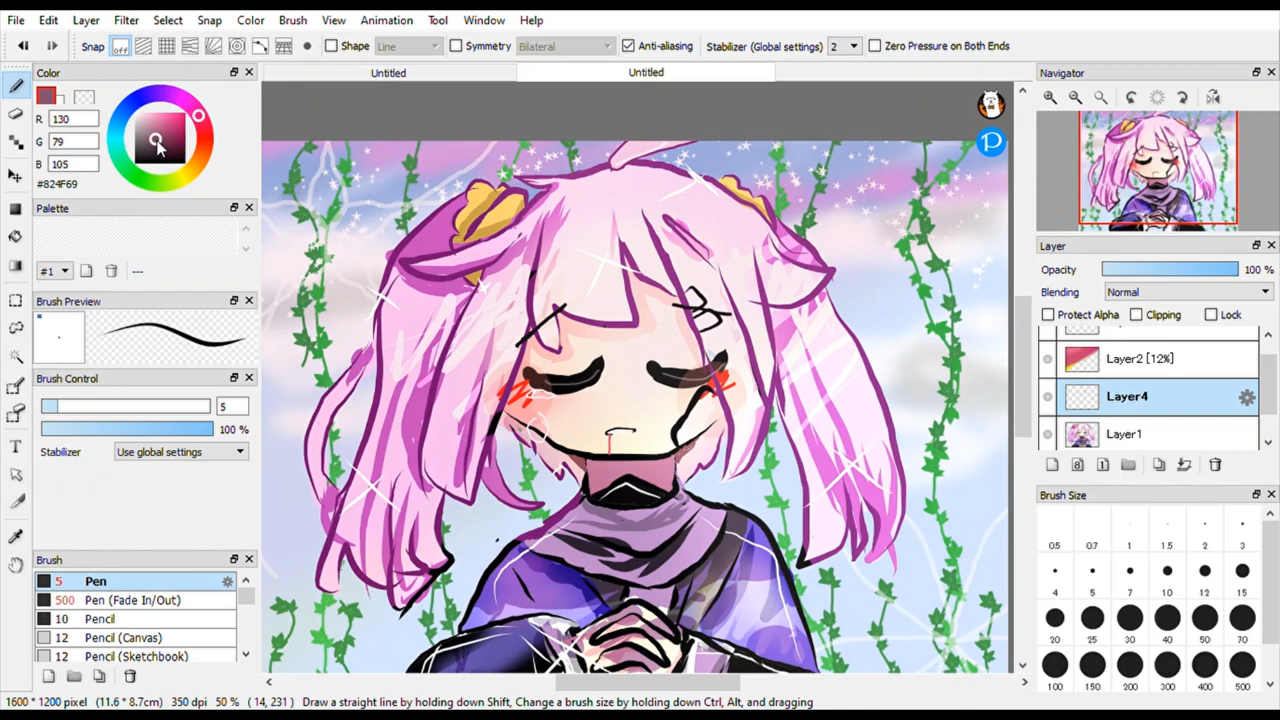 File Edit Layer Filter Select Snap Color Brush View Animation Tool Window Help
Snap off Shape Line Symmetry Bilateral Anti-aliasing Stabilizer (Global settings) 2 Zero Pressure on Both Ends
Color
Untitled Untitled
R 130
G 79
B 105
#824F69
Palette
#1 ---
Brush Preview
Brush Control
5
100 %
Stabilizer Use global settings
Brush
5 Pen
500 Pen (Fade In/Out)
10 Pencil
12 Pencil (Canvas)
12 Pencil (Sketchbook)
P
Navigator
Layer
Opacity 100 %
Blending Normal
Protect Alpha Clipping Lock
Layer2 [12%]
Layer4
Layer1
8 1
Brush Size
0.5 0.7 1 1.5 2 3
4 5 7 10 12 15
20 25 30 40 50 70
100 150 200 300 400 500
1600 * 1200 pixel (11.6 * 8.7cm) 350 dpi 50 % ( 14, 231 ) Draw a straight line by holding down Shift, Change a brush size by holding down Ctrl, Alt, and dragging